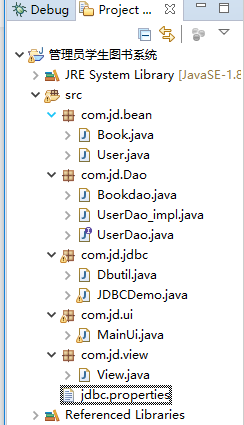 Debug Project ...
管理员学生图书系统
JRE System Library [JavaSE-1.8
src
com.jd.bean
Book.java
User.java
com.jd.Dao
Bookdao.java
UserDao_impl.java
UserDao.java
com.jd.jdbc
Dbutil.java
JDBCDemo.java
com.jd.ui
MainUi.java
com.jd.view
View.java
jdbc.properties
Referenced Libraries